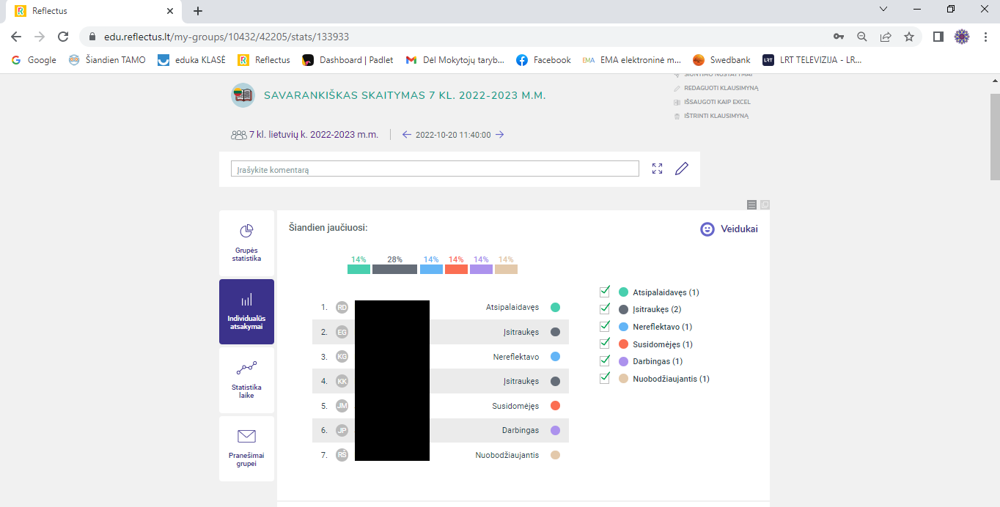 Reflectus
edu.reflectus.lt/my-groups/10432/42205/stats/133933
Google Šiandien TAMO eduka KLASĖ Reflectus Dashboard | Padlet Dėl Mokytojų taryb... Facebook EMA EMA elektroninė m... Swedbank LRT LRT TELEVIZIJA - LR...
SIUNTIMO NUSTATYMAI
REDAGUOTI KLAUSIMYNĄ
IŠSAUGOTI KAIP EXCEL
IŠTRINTI KLAUSIMYNĄ
SAVARANKIŠKAS SKAITYMAS 7 KL. 2022-2023 M.M.
7 kl. lietuvių k. 2022-2023 m.m. 2022-10-20 11:40:00
Įrašykite komentarą
Grupės
statistika
Individualūs
atsakymai
Statistika
laike
Pranešimai
grupei
Šiandien jaučiuosi:
Veidukai
14% 28% 14% 14% 14% 14%
1. RD Atsipalaidavęs
2. EG Įsitraukęs
3. KG Nereflektavo
4. KK Įsitraukęs
5. JM Susidomėjęs
6. JP Darbingas
7. RŠ Nuobodžiaujantis
Atsipalaidavęs (1)
Įsitraukęs (2)
Nereflektavo (1)
Susidomėjęs (1)
Darbingas (1)
Nuobodžiaujantis (1)